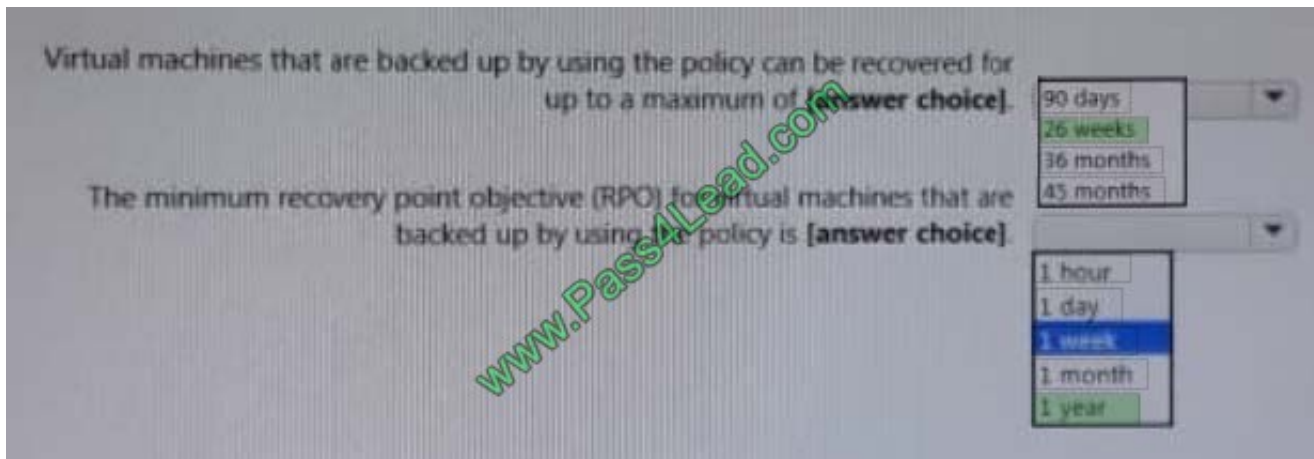 Virtual machines that are backed up by using the policy can be recovered for
up to a maximum of [answer choice].
90 days
26 weeks
36 months
45 months
The minimum recovery point objective (RPO) for virtual machines that are
backed up by using the policy is [answer choice].
1 hour
1 day
1 week
1 month
1 year
www.Pass4Lead.com